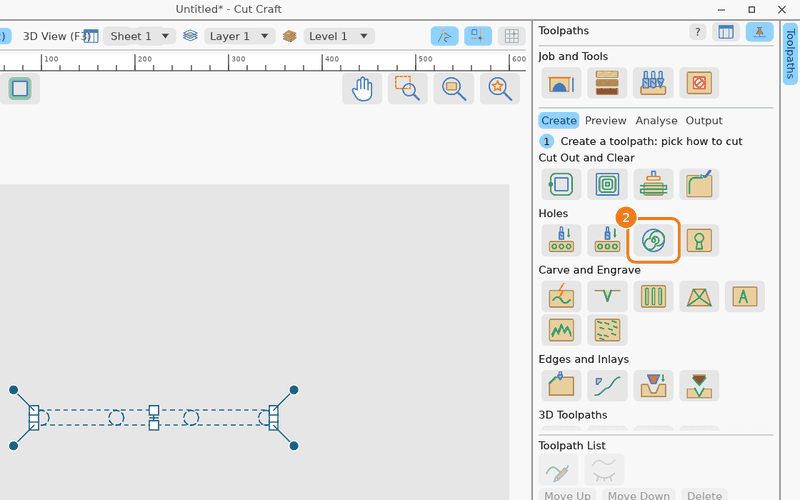 Untitled* - Cut Craft
3D View (F3)
Sheet 1
Layer 1
Level 1
100
200
300
400
500
600
Toolpaths
?
Toolpaths
Job and Tools
Create
Preview
Analyse
Output
1
Create a toolpath: pick how to cut
Cut Out and Clear
Holes
2
Carve and Engrave
A
Edges and Inlays
3D Toolpaths
Toolpath List
Move Up
Move Down
Delete